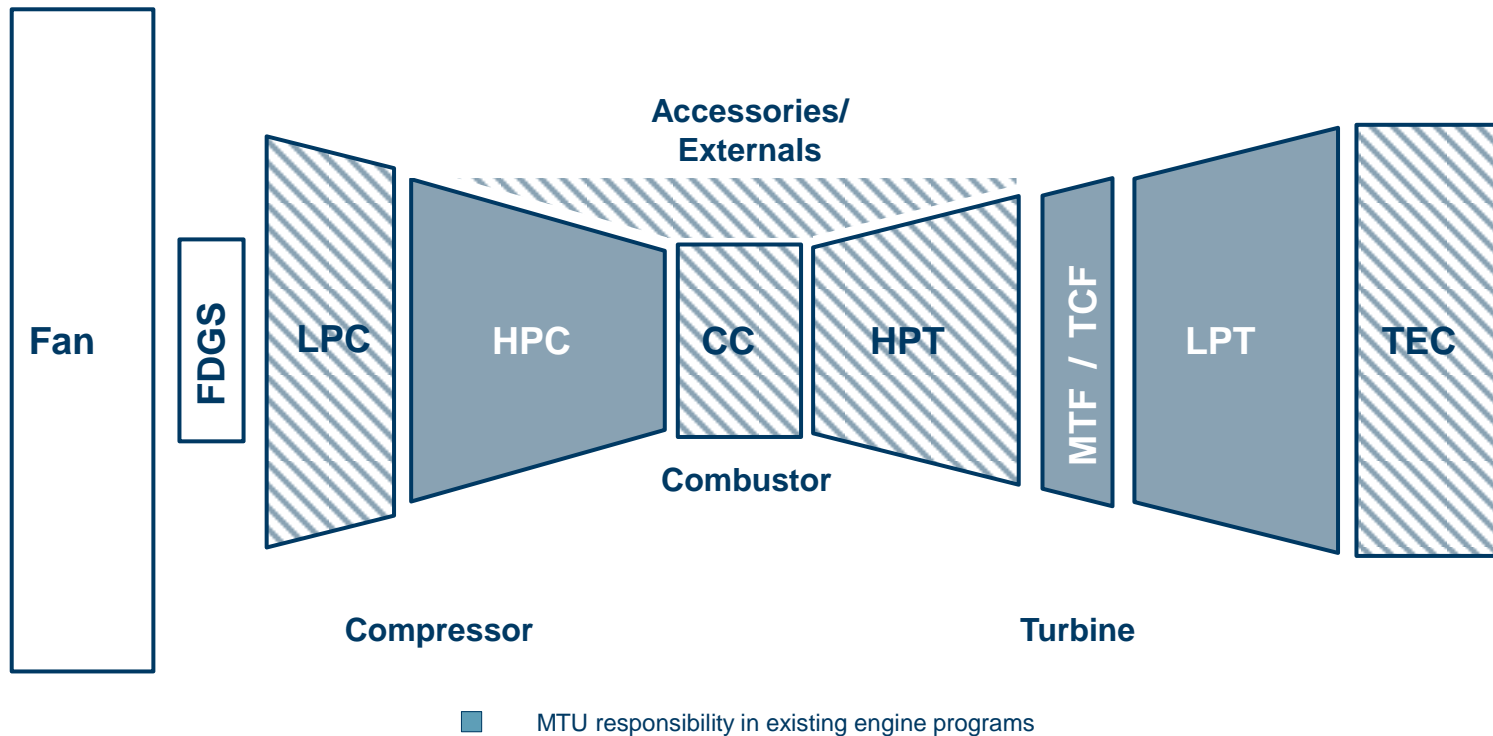 Accessories/
Externals
Fan
FDGS
LPC
HPC
CC
HPT
MTF / TCF
LPT
TEC
Combustor
Compressor
Turbine
MTU responsibility in existing engine programs